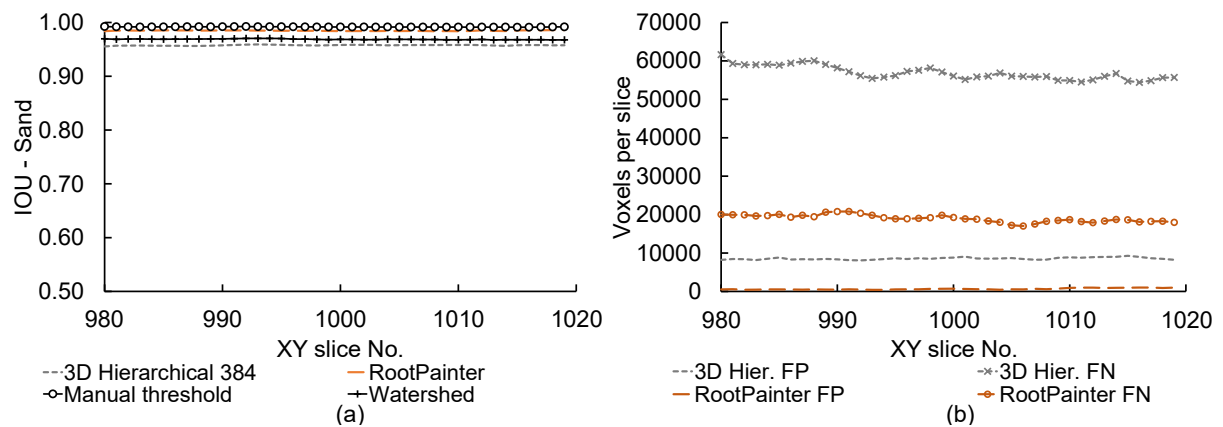 IOU - Sand
1.00
0.90
0.80
0.70
0.60
0.50
980 990 1000 1010 1020
XY slice No.
3D Hierarchical 384 RootPainter
Manual threshold Watershed
(a)
Voxels per slice
70000
60000
50000
40000
30000
20000
10000
0
980 990 1000 1010 1020
XY slice No.
3D Hier. FP 3D Hier. FN
RootPainter FP RootPainter FN
(b)